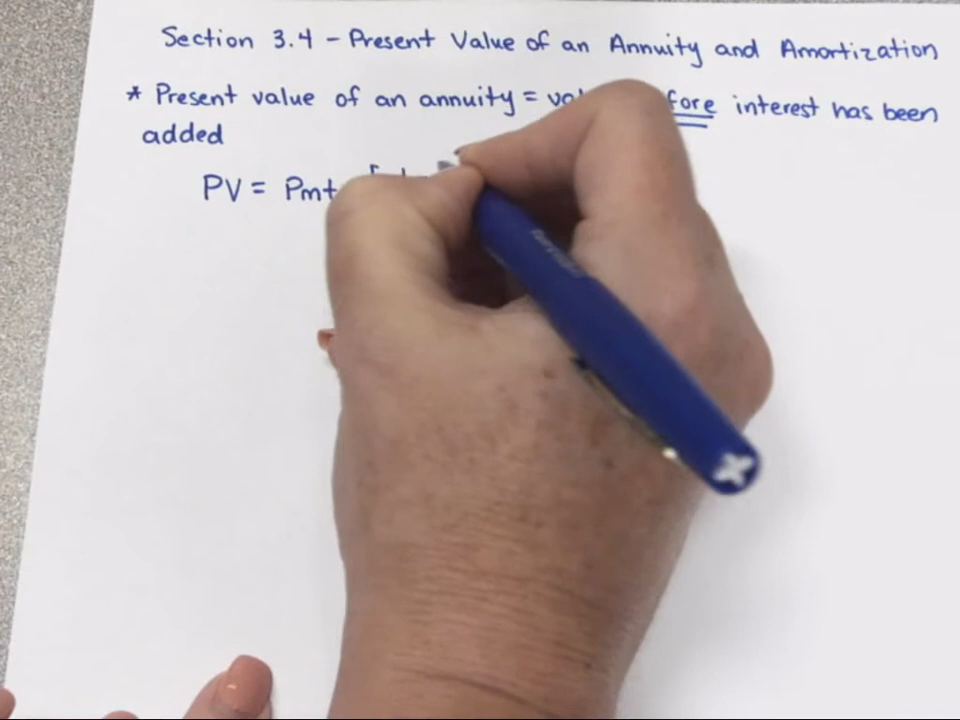 Section 3.4 - Present Value of an Annuity and Amortization
* Present value of an annuity = interest has been
added
PV = Pmt